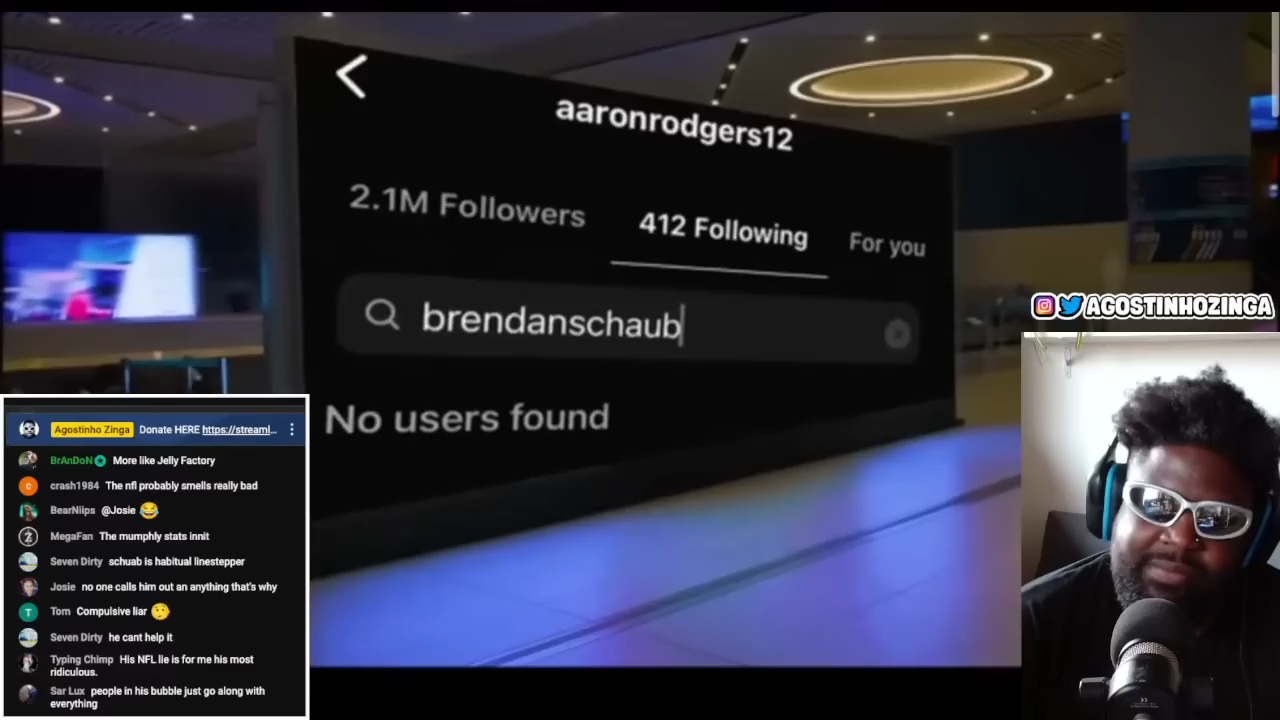 aaronrodgers12
2.1M Followers
412 Following
For you
brendanschaub
No users found
AGOSTINHOZINGA
Agostinho Zinga Donate HERE https://streaml...
BrAnDoN More like Jelly Factory
crash1984 The nfl probably smells really bad
BearNiips @Josie
MegaFan The mumphly stats innit
Seven Dirty schuab is habitual linestepper
Josie no one calls him out an anything that's why
T
Tom Compulsive liar
Seven Dirty he cant help it
Typing Chimp His NFL lie is for me his most
ridiculous.
Sar Lux people in his bubble just go along with
everything